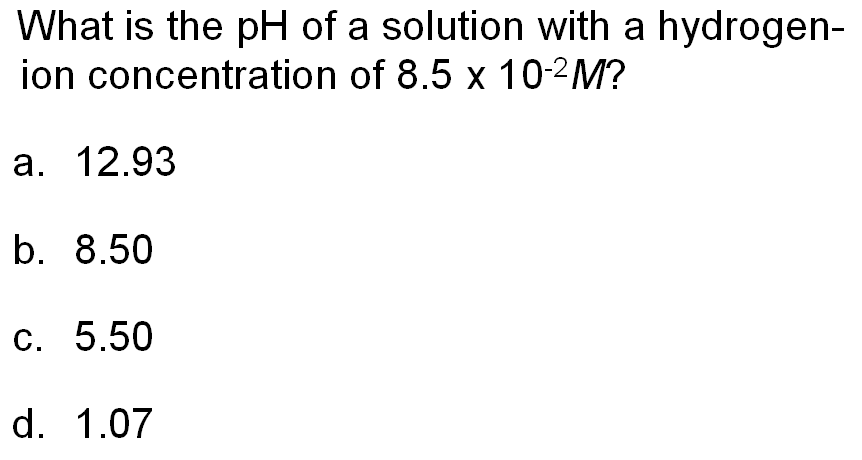 What is the pH of a solution with a hydrogen-
ion concentration of 8.5 x 10⁻²M?
a. 12.93
b. 8.50
c. 5.50
d. 1.07